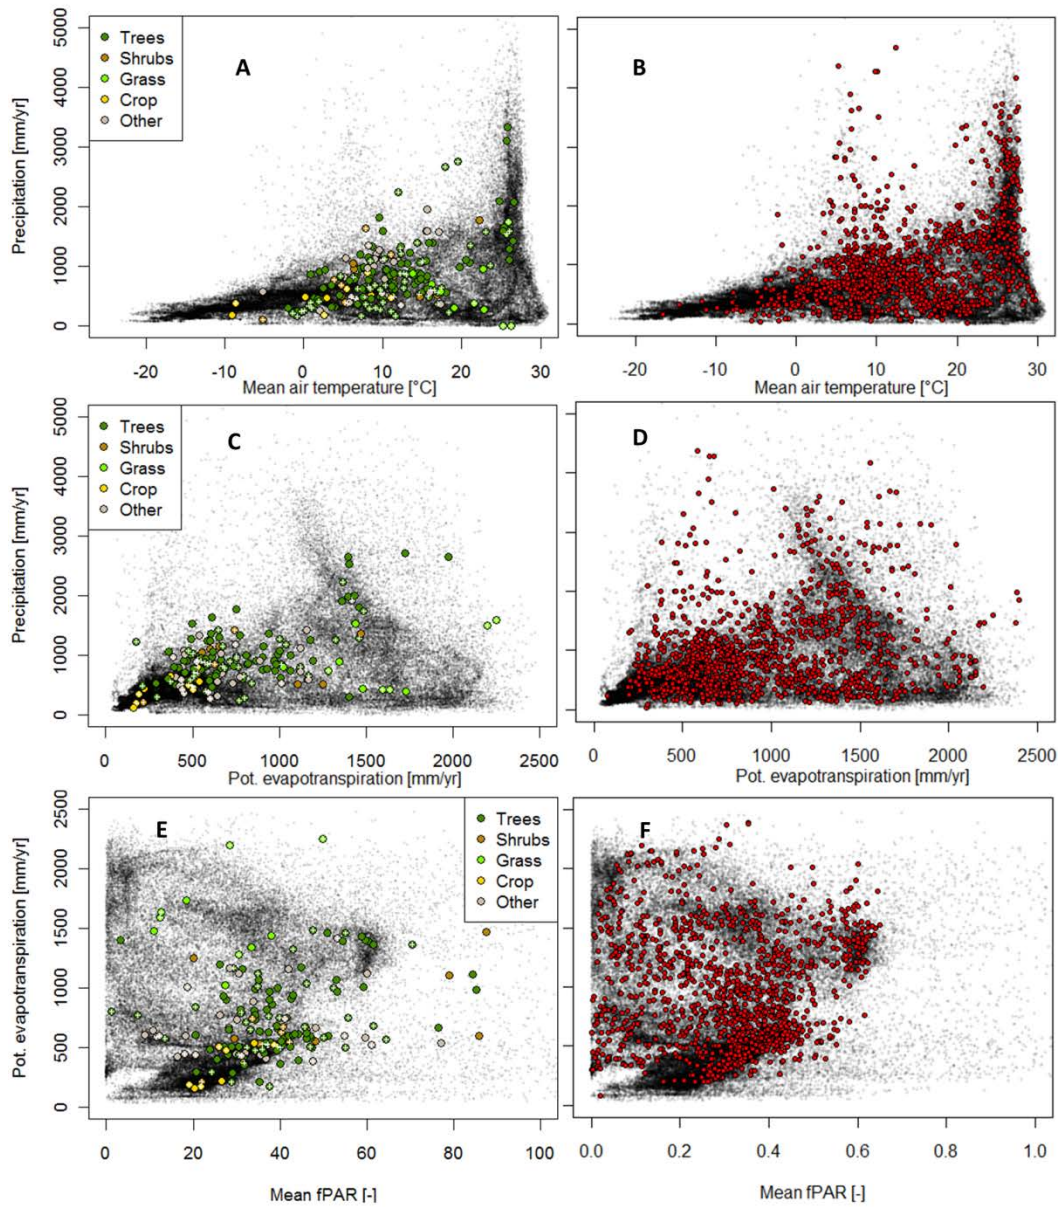 A
B
Trees
Shrubs
Grass
Crop
Other
Precipitation [mm/yr]
0 1000 2000 3000 4000 5000
-20 -10 0 10 20 30
Mean air temperature [°C]
-20 -10 0 10 20 30
Mean air temperature [°C]
C
D
Trees
Shrubs
Grass
Crop
Other
Precipitation [mm/yr]
0 1000 2000 3000 4000 5000
0 500 1000 1500 2000 2500
Pot. evapotranspiration [mm/yr]
0 500 1000 1500 2000 2500
Pot. evapotranspiration [mm/yr]
E
F
Trees
Shrubs
Grass
Crop
Other
Pot. evapotranspiration [mm/yr]
0 500 1000 1500 2000 2500
0 20 40 60 80 100
Mean fPAR [-]
0.0 0.2 0.4 0.6 0.8 1.0
Mean fPAR [-]